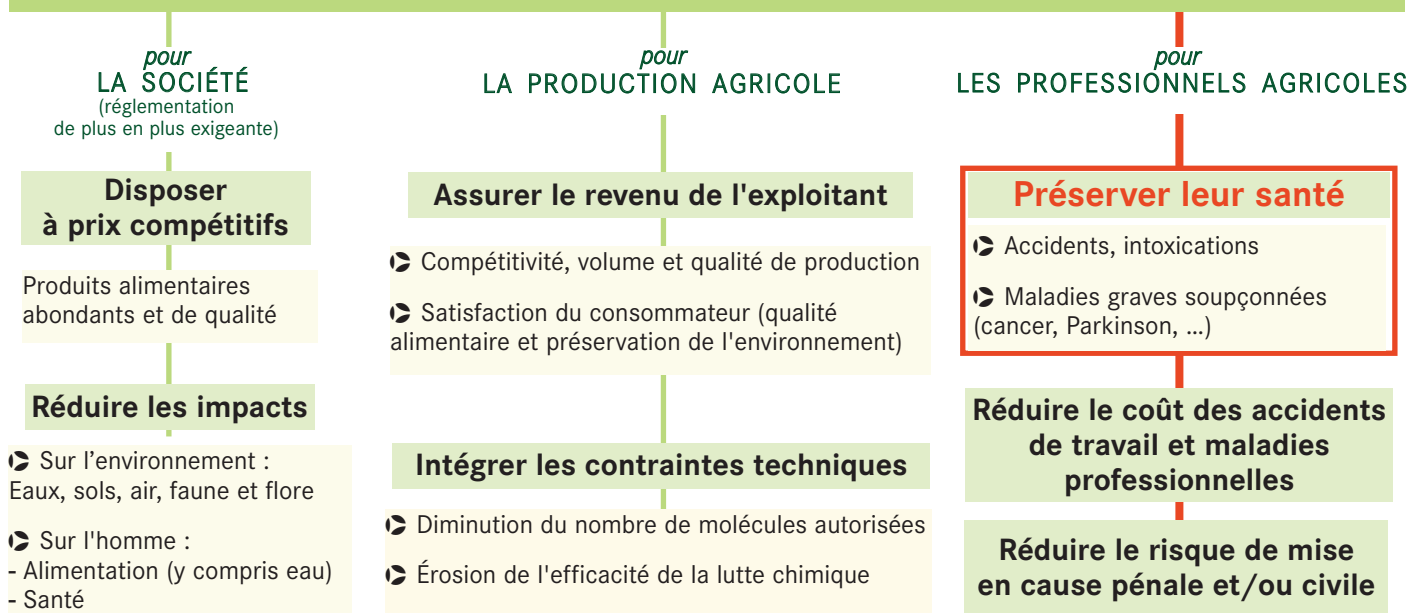 pour
LA SOCIÉTÉ
(réglementation
de plus en plus exigeante)
Disposer
à prix compétitifs
Produits alimentaires
abondants et de qualité
Réduire les impacts
Sur l’environnement :
Eaux, sols, air, faune et flore
Sur l'homme :
- Alimentation (y compris eau)
- Santé
pour
LA PRODUCTION AGRICOLE
Assurer le revenu de l'exploitant
Compétitivité, volume et qualité de production
Satisfaction du consommateur (qualité
alimentaire et préservation de l'environnement)
Intégrer les contraintes techniques
Diminution du nombre de molécules autorisées
Érosion de l'efficacité de la lutte chimique
pour
LES PROFESSIONNELS AGRICOLES
Préserver leur santé
Accidents, intoxications
Maladies graves soupçonnées
(cancer, Parkinson, ...)
Réduire le coût des accidents
de travail et maladies
professionnelles
Réduire le risque de mise
en cause pénale et/ou civile